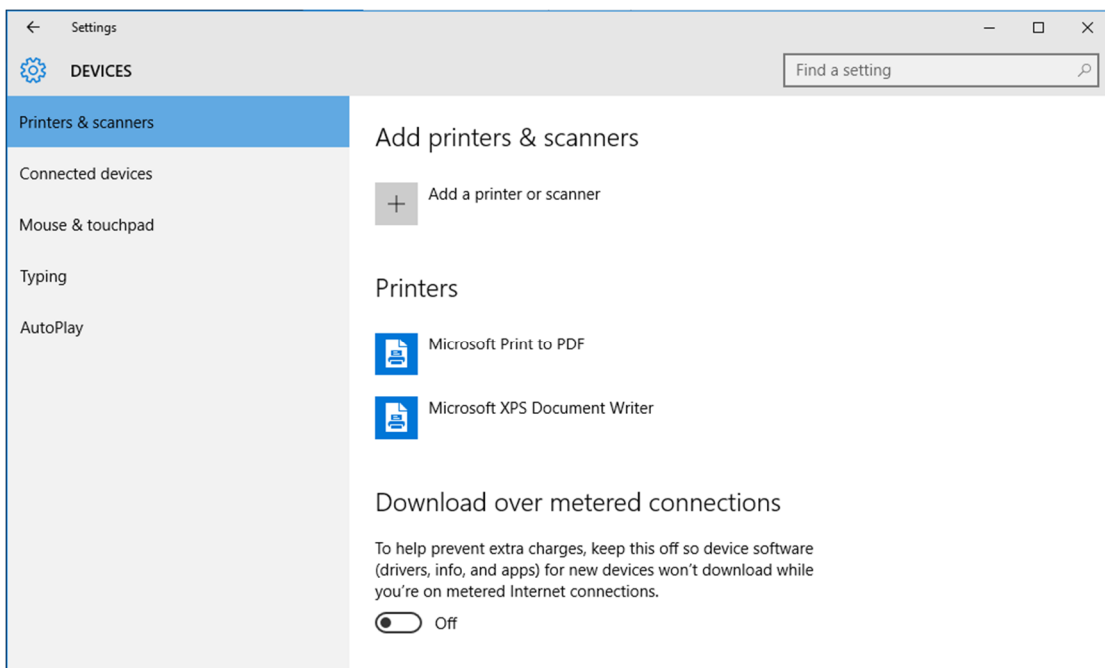 Settings
DEVICES
Find a setting
Printers & scanners
Connected devices
Mouse & touchpad
Typing
AutoPlay
Add printers & scanners
Add a printer or scanner
Printers
Microsoft Print to PDF
Microsoft XPS Document Writer
Download over metered connections
To help prevent extra charges, keep this off so device software
(drivers, info, and apps) for new devices won't download while
you're on metered Internet connections.
Off